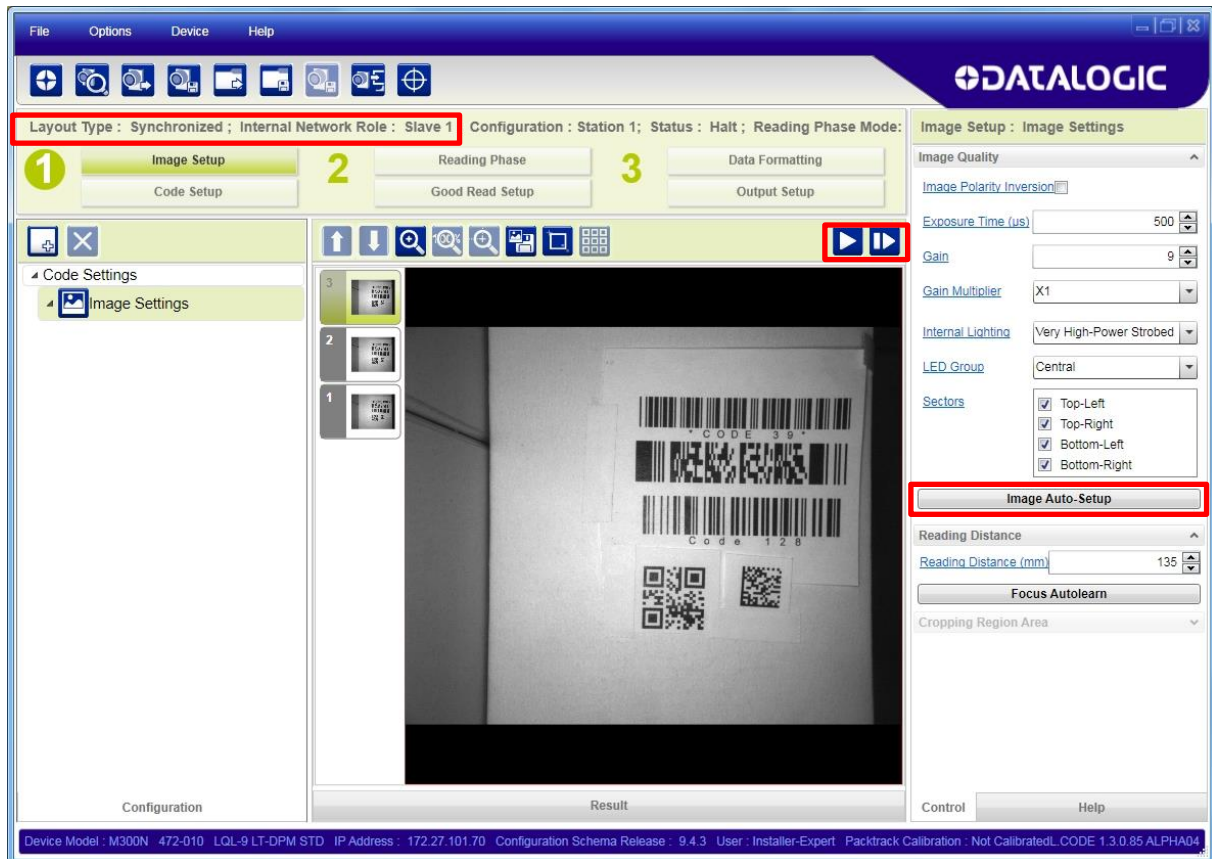 File Options Device Help
DATALOGIC
Layout Type : Synchronized ; Internal Network Role : Slave 1 Configuration : Station 1; Status : Halt ; Reading Phase Mode:
1 Image Setup
Code Setup
2 Reading Phase
Good Read Setup
3 Data Formatting
Output Setup
Code Settings
Image Settings
3
2
1
* CODE 39 *
Code 128
Configuration
Result
Image Setup : Image Settings
Image Quality
Image Polarity Inversion
Exposure Time (us) 500
Gain 9
Gain Multiplier X1
Internal Lighting Very High-Power Strobed
LED Group Central
Sectors Top-Left
Top-Right
Bottom-Left
Bottom-Right
Image Auto-Setup
Reading Distance
Reading Distance (mm) 135
Focus Autolearn
Cropping Region Area
Control Help
Device Model : M300N 472-010 LQL-9 LT-DPM STD IP Address : 172.27.101.70 Configuration Schema Release : 9.4.3 User : Installer-Expert Packtrack Calibration : Not CalibratedL.CODE 1.3.0.85 ALPHA04